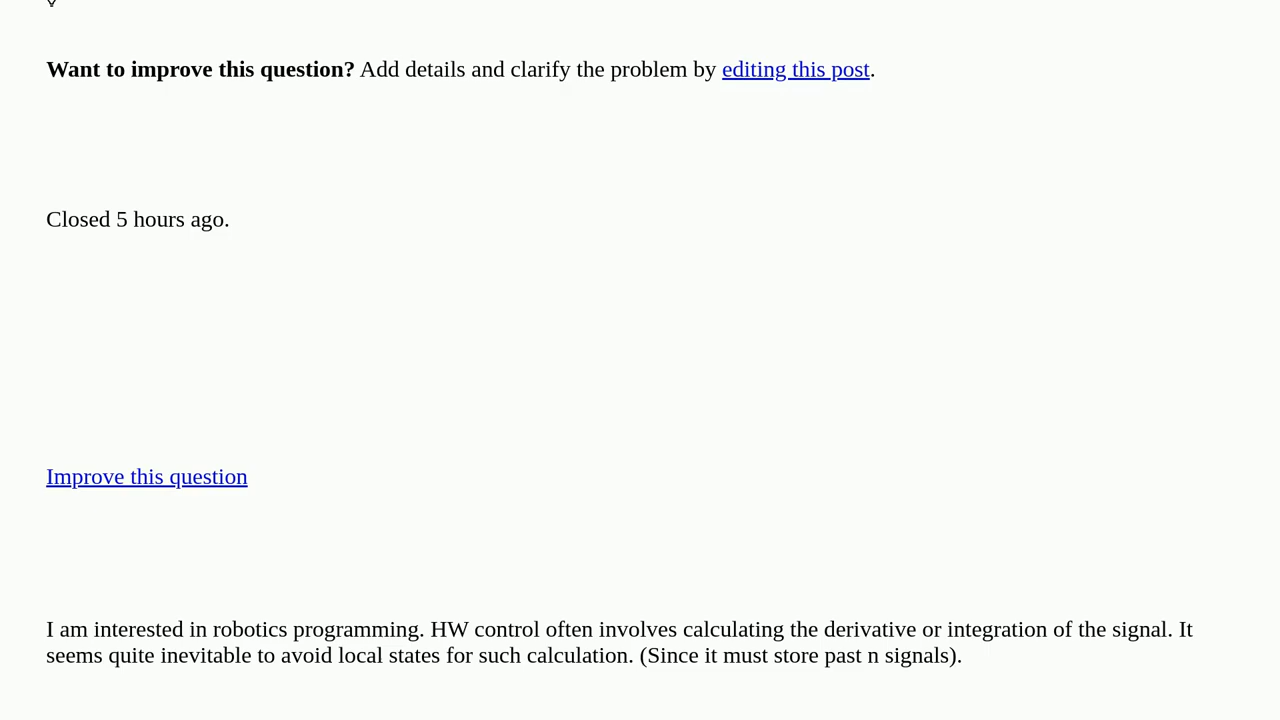 Want to improve this question? Add details and clarify the problem by editing this post.
Closed 5 hours ago.
Improve this question
I am interested in robotics programming. HW control often involves calculating the derivative or integration of the signal. It
seems quite inevitable to avoid local states for such calculation. (Since it must store past n signals).